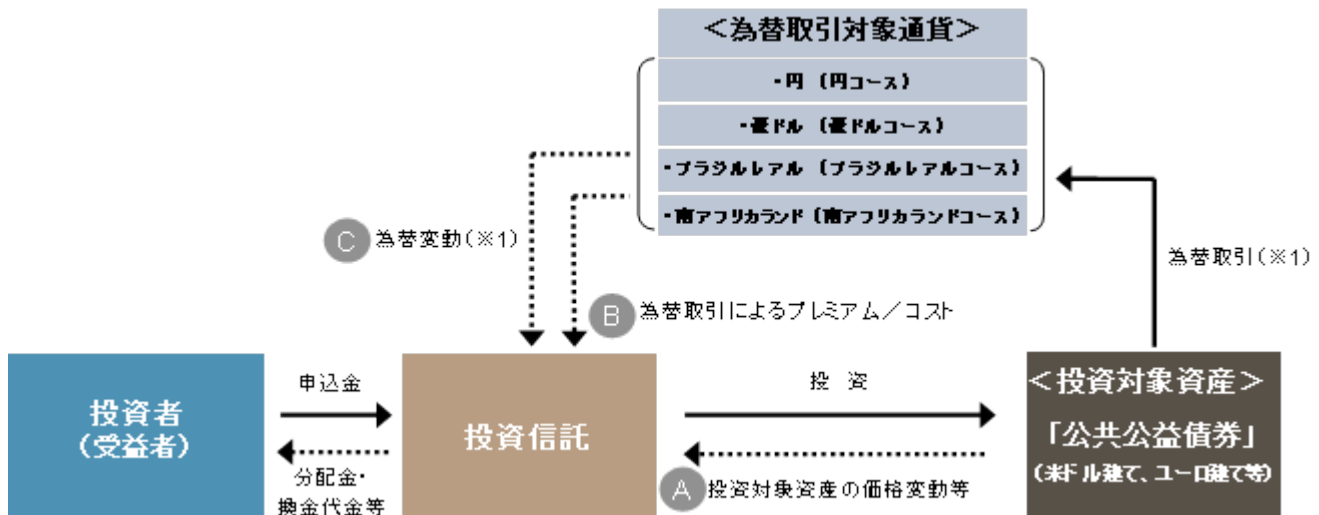 ＜為替取引対象通貨＞
・円（円コース）
・豪ドル（豪ドルコース）
・ブラジルレアル（ブラジルレアルコース）
・南アフリカランド（南アフリカランドコース）
C 為替変動(※1)
為替取引(※1)
B 為替取引によるプレミアム／コスト
投資者
（受益者）
申込金
分配金・
換金代金等
投資信託
投 資
A 投資対象資産の価格変動等
＜投資対象資産＞
「公共公益債券」
（米ドル建て、ユーロ建て等）